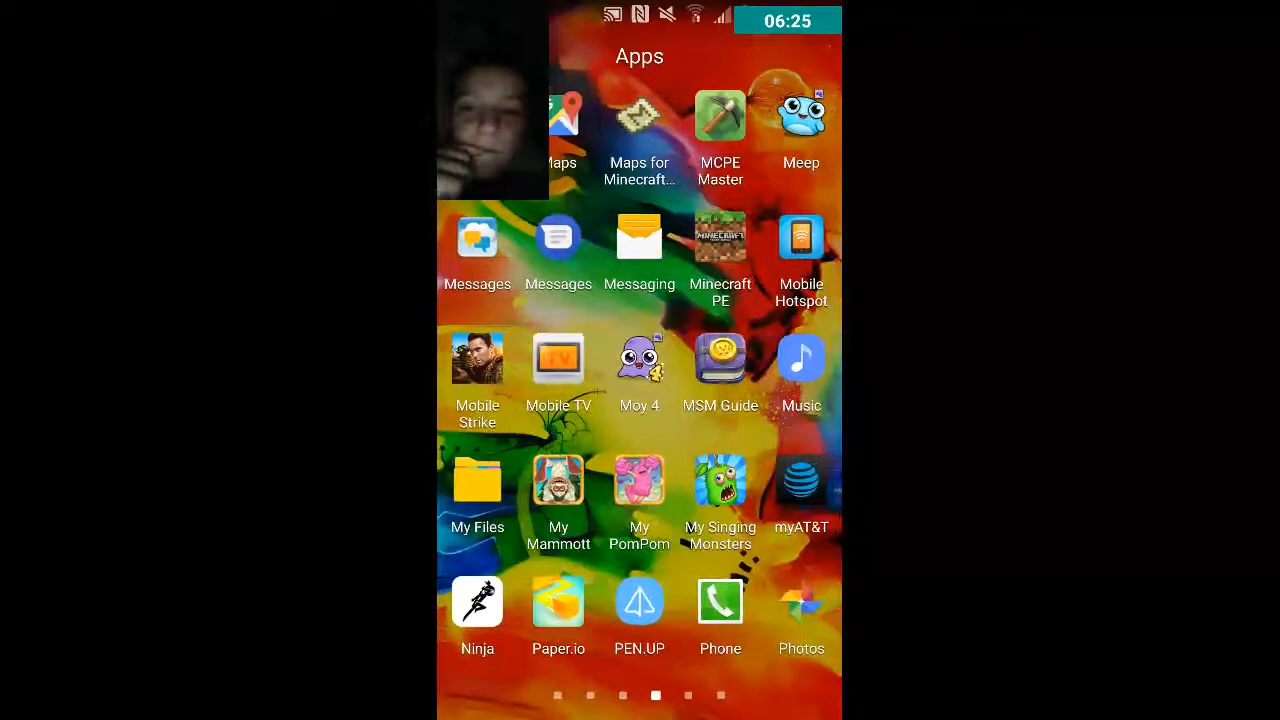 06:25
Apps
Maps
Maps for
Minecraft...
MCPE
Master
Meep
Messages
Messages
Messaging
MINECRAFT
Minecraft
PE
Mobile
Hotspot
Mobile
Strike
TV
Mobile TV
Moy 4
MSM Guide
Music
My Files
My
Mammott
My
PomPom
My Singing
Monsters
myAT&T
Ninja
Paper.io
PEN.UP
Phone
Photos